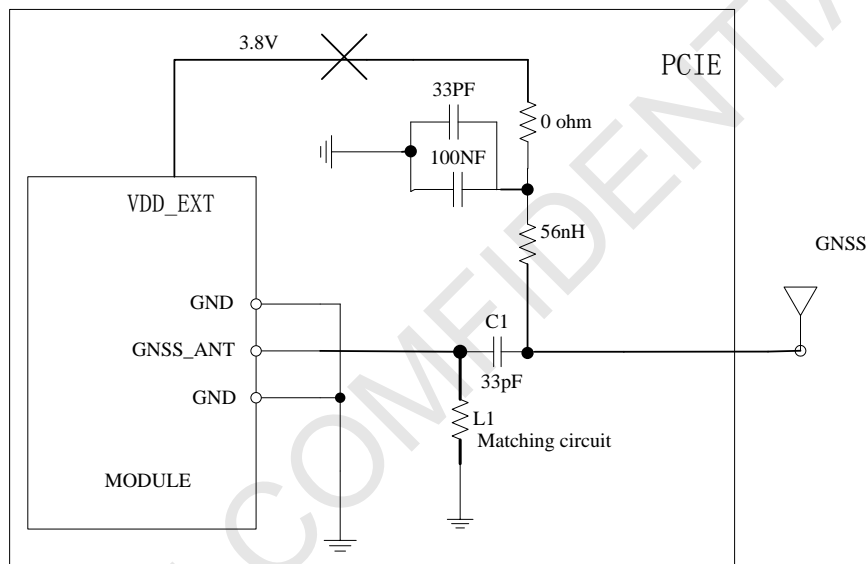 3.8V
PCIE
33PF
0 ohm
100NF
VDD_EXT
56nH
GNSS
GND
C1
GNSS_ANT
33pF
GND
L1
Matching circuit
MODULE
COMFIDENTIA